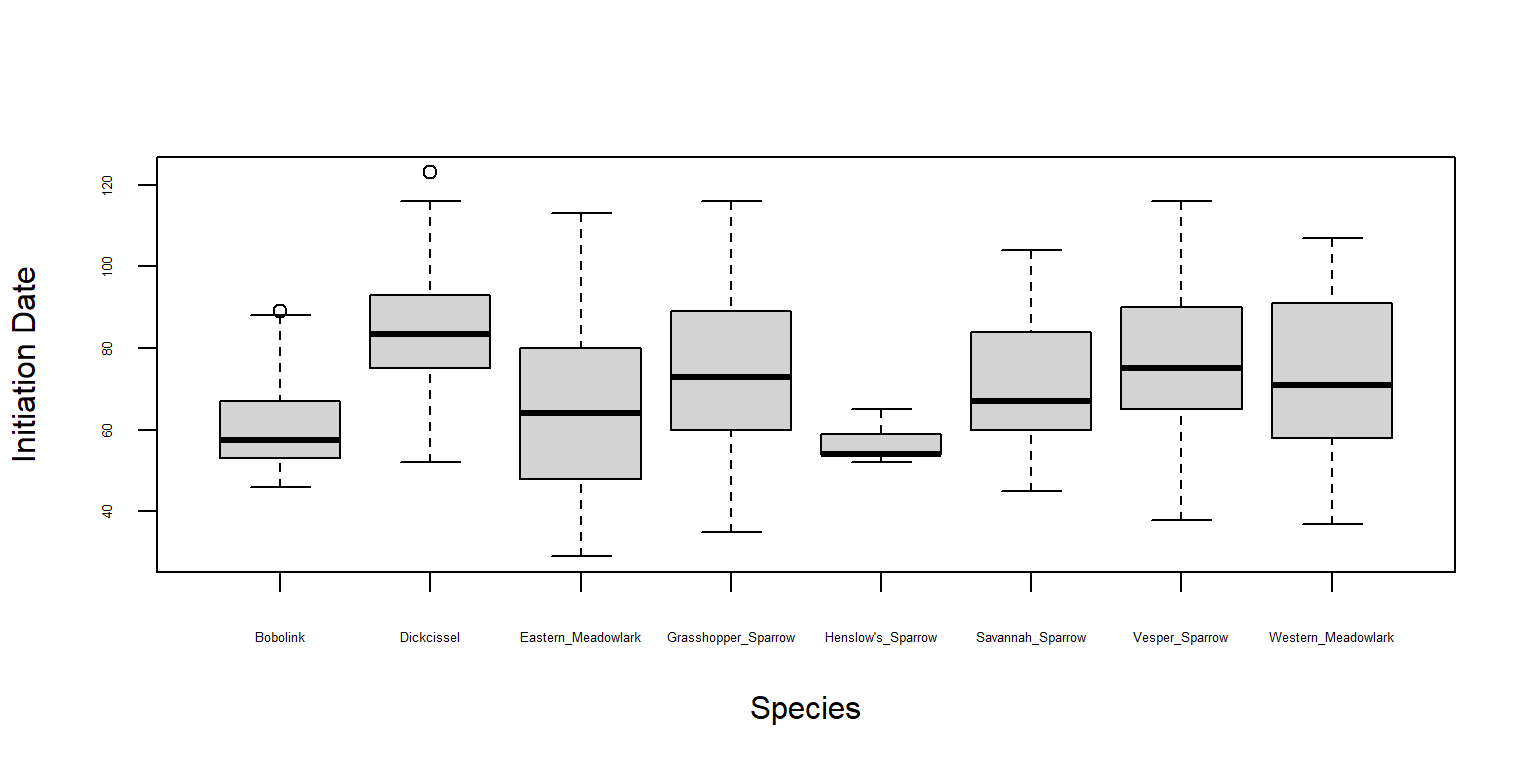 120
100
80
60
40
Initiation Date
Bobolink Dickcissel Eastern_Meadowlark Grasshopper_Sparrow Henslow's_Sparrow Savannah_Sparrow Vesper_Sparrow Western_Meadowlark
Species